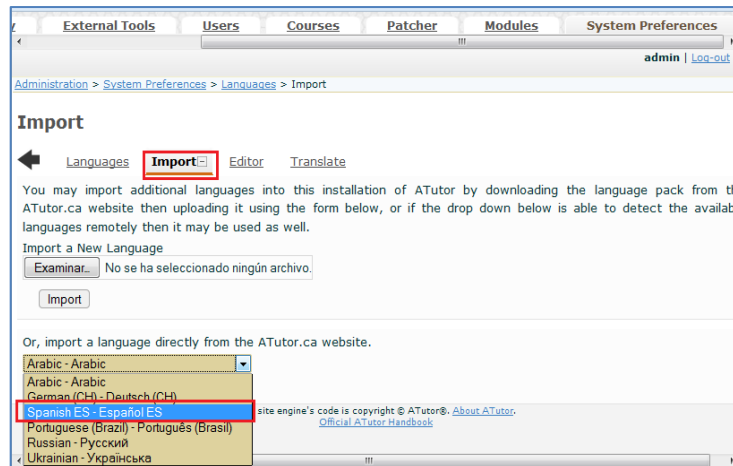 External Tools Users Courses Patcher Modules System Preferences
admin | Log-out
Administration > System Preferences > Languages > Import
Import
Languages Import Editor Translate
You may import additional languages into this installation of ATutor by downloading the language pack from
ATutor.ca website then uploading it using the form below, or if the drop down below is able to detect the
languages remotely then it may be used as well.
Import a New Language
Examinar... No se ha seleccionado ningún archivo.
Import
Or, import a language directly from the ATutor.ca website.
Arabic - Arabic
Arabic - Arabic
German (CH) - Deutsch (CH)
Spanish ES - Español ES
site engine's code is copyright © ATutor®. About ATutor.
Portuguese (Brazil) - Português (Brasil)
Official ATutor Handbook
Russian - Русский
Ukrainian - Українська